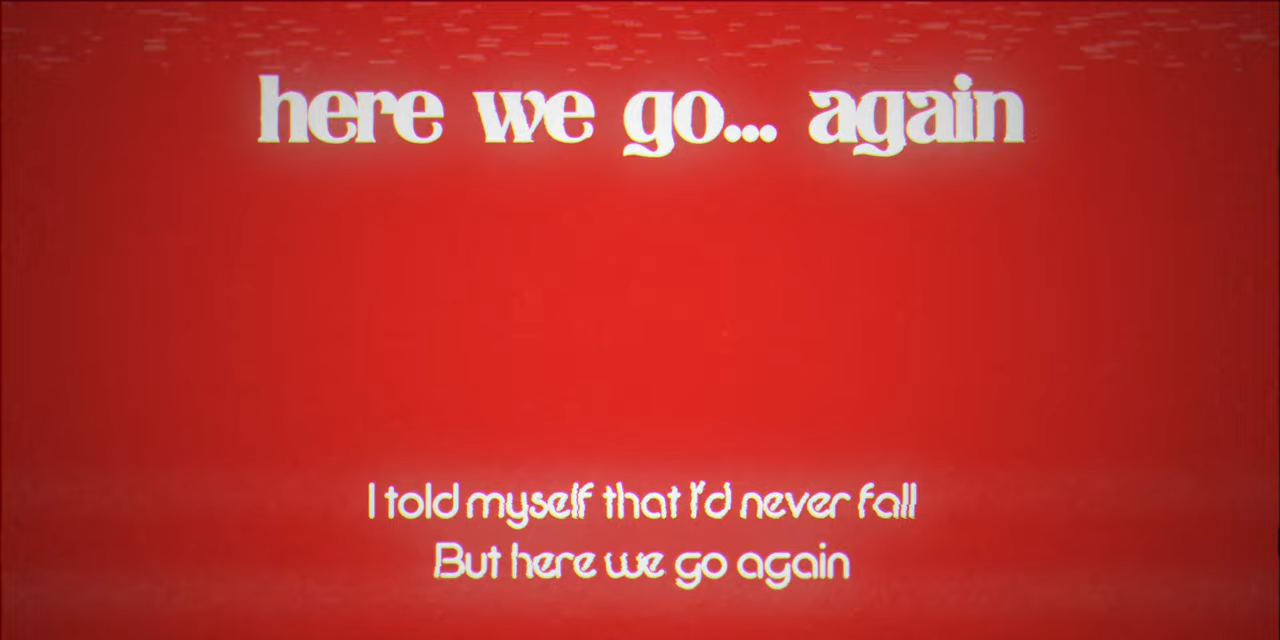 here we go... again
I told myself that I'd never fall
But here we go again